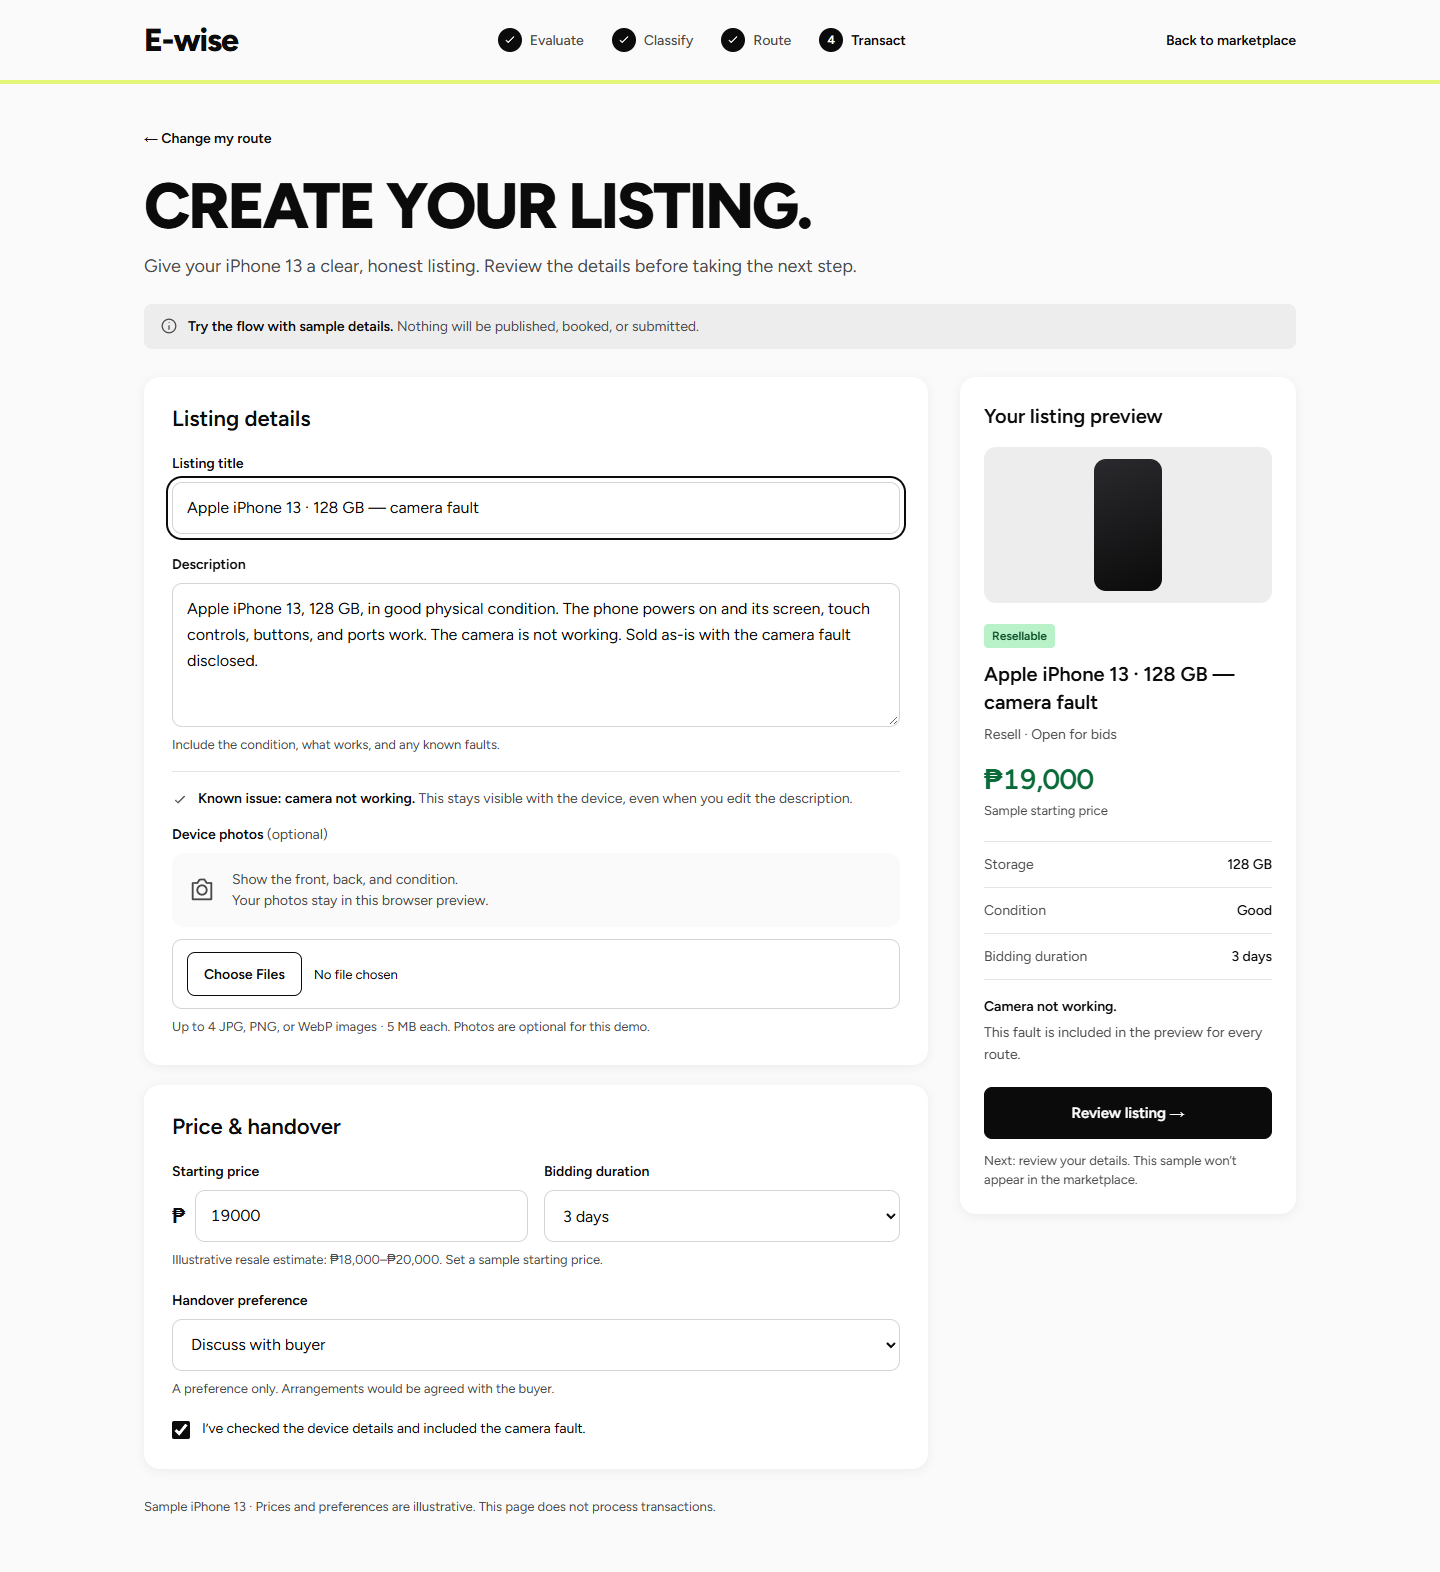 E-wise
Evaluate
Classify
Route
4 Transact
Back to marketplace
← Change my route
CREATE YOUR LISTING.
Give your iPhone 13 a clear, honest listing. Review the details before taking the next step.
Try the flow with sample details. Nothing will be published, booked, or submitted.
Listing details
Listing title
Apple iPhone 13 · 128 GB — camera fault
Description
Apple iPhone 13, 128 GB, in good physical condition. The phone powers on and its screen, touch
controls, buttons, and ports work. The camera is not working. Sold as-is with the camera fault
disclosed.
Include the condition, what works, and any known faults.
Known issue: camera not working. This stays visible with the device, even when you edit the description.
Device photos (optional)
Show the front, back, and condition.
Your photos stay in this browser preview.
Choose Files No file chosen
Up to 4 JPG, PNG, or WebP images · 5 MB each. Photos are optional for this demo.
Price & handover
Starting price
₱ 19000
Bidding duration
3 days
Illustrative resale estimate: ₱18,000–₱20,000. Set a sample starting price.
Handover preference
Discuss with buyer
A preference only. Arrangements would be agreed with the buyer.
I've checked the device details and included the camera fault.
Your listing preview
Resellable
Apple iPhone 13 · 128 GB —
camera fault
Resell · Open for bids
₱19,000
Sample starting price
Storage 128 GB
Condition Good
Bidding duration 3 days
Camera not working.
This fault is included in the preview for every
route.
Review listing →
Next: review your details. This sample won't
appear in the marketplace.
Sample iPhone 13 · Prices and preferences are illustrative. This page does not process transactions.